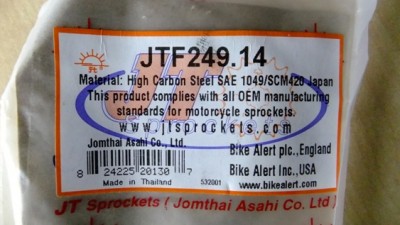 JTF249.14
Material: High Carbon Steel SAE 1049/SCM420 Japan
This product complies with all OEM manufacturing
standards for motorcycle sprockets.
www.jtsprockets.com
Jomthai Asahi Co., Ltd.
Bike Alert plc., England
8 24225 20130 7
Bike Alert Inc., USA
Made in Thailand
532001
www.bikealert.com
JT Sprockets ( Jomthai Asahi Co. Ltd )